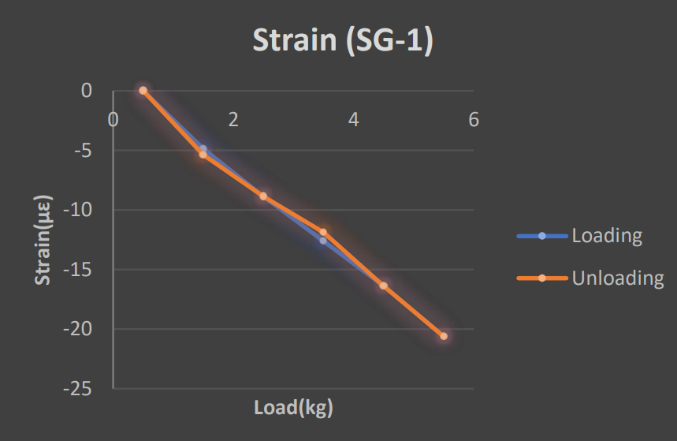 Strain (SG-1)
0
0 2 4 6
-5
-10
-15
-20
-25
Strain(με)
Load(kg)
Loading
Unloading